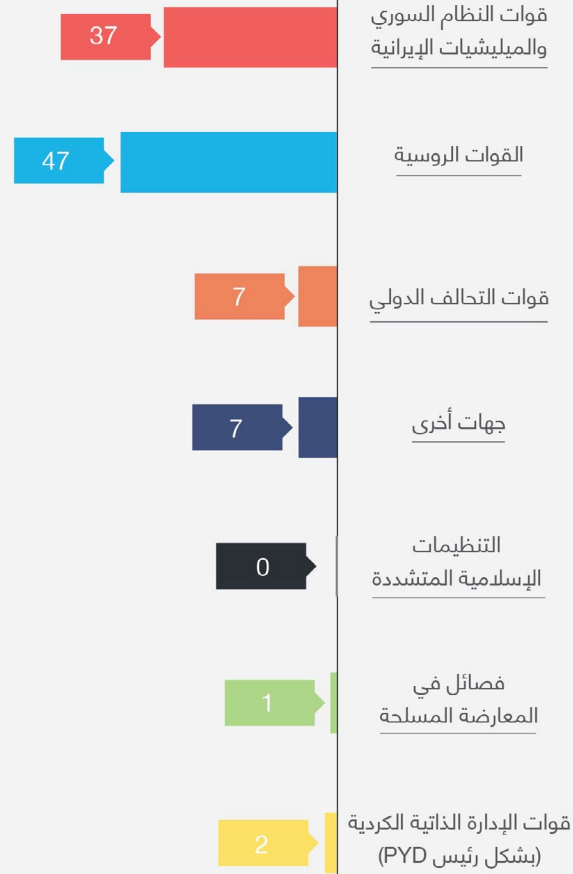 قوات النظام السوري
والميليشيات الإيرانية
37
القوات الروسية
47
قوات التحالف الدولي
7
جهات أخرى
7
التنظيمات
الإسلامية المتشددة
0
فصائل في
المعارضة المسلحة
1
قوات الإدارة الذاتية الكردية
(بشكل رئيس PYD)
2